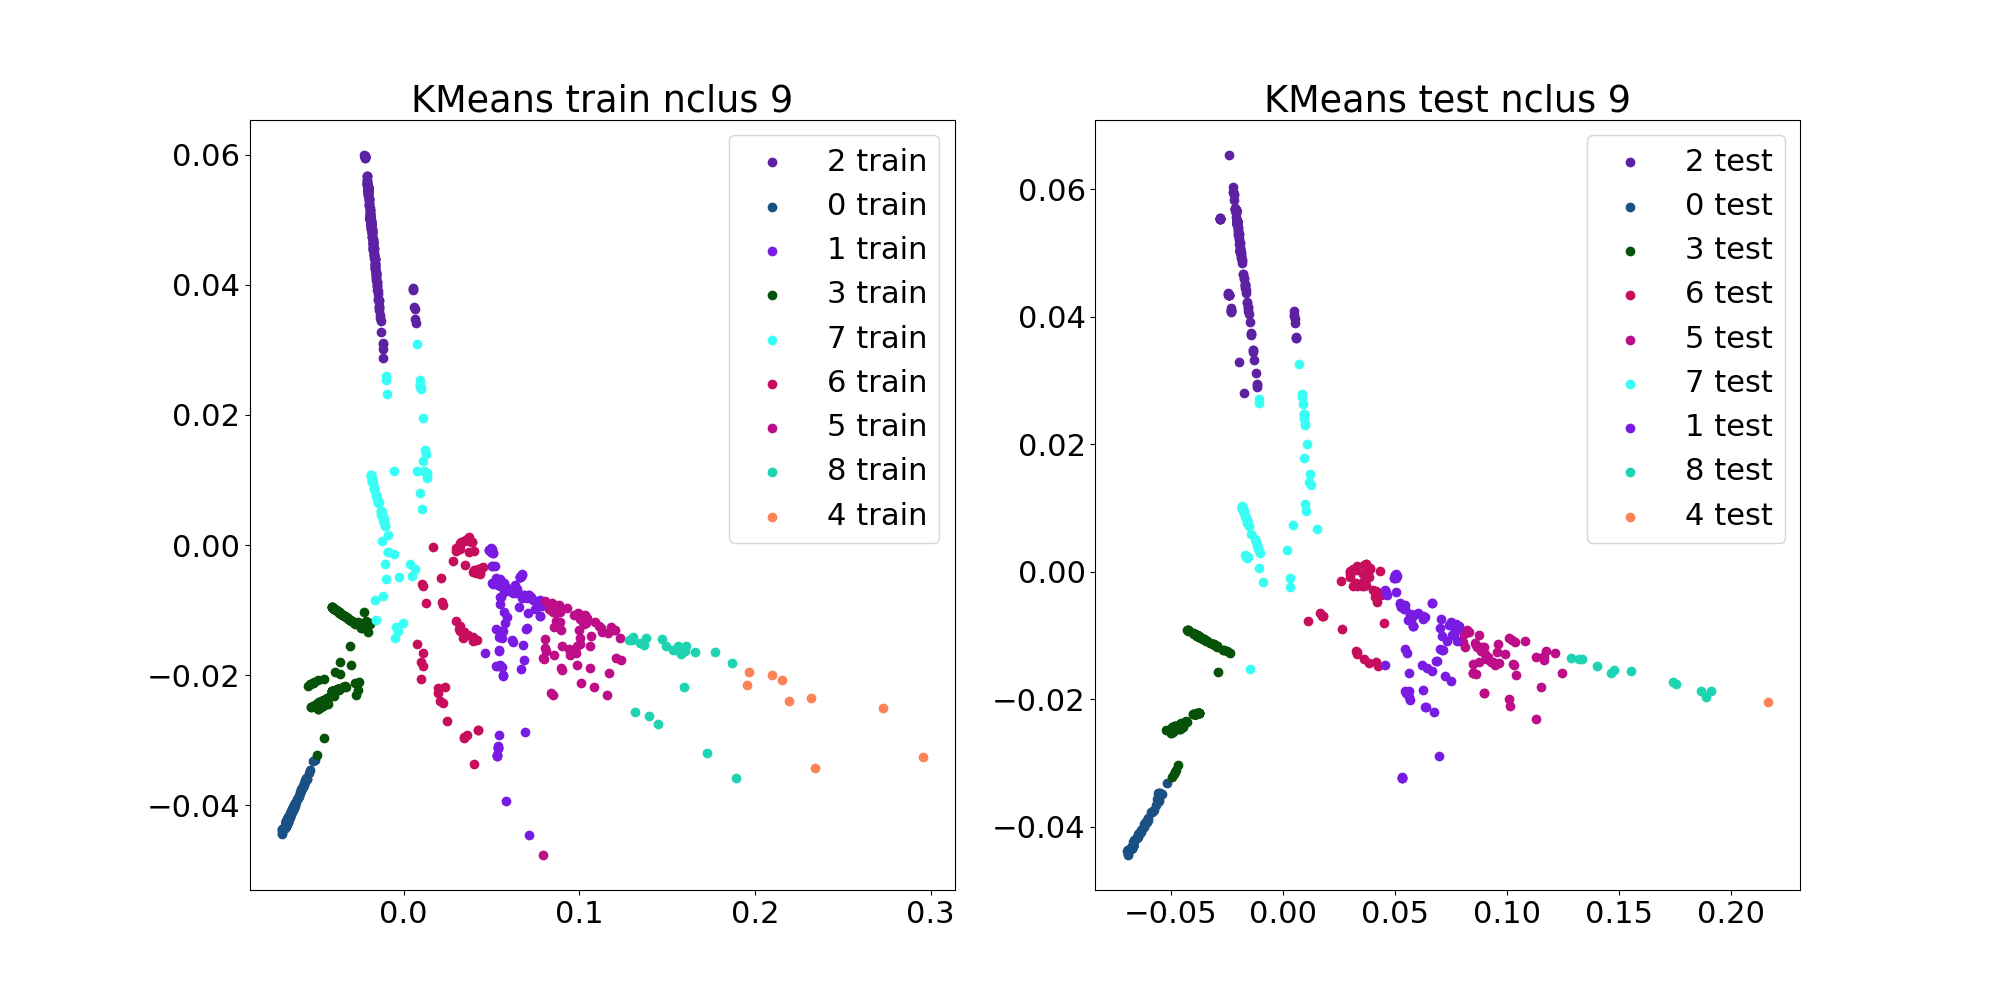 KMeans train nclus 9
0.06
0.04
0.02
0.00
−0.02
−0.04
0.0
0.1
0.2
0.3
2 train
0 train
1 train
3 train
7 train
6 train
5 train
8 train
4 train
KMeans test nclus 9
0.06
0.04
0.02
0.00
−0.02
−0.04
−0.05
0.00
0.05
0.10
0.15
0.20
2 test
0 test
3 test
6 test
5 test
7 test
1 test
8 test
4 test